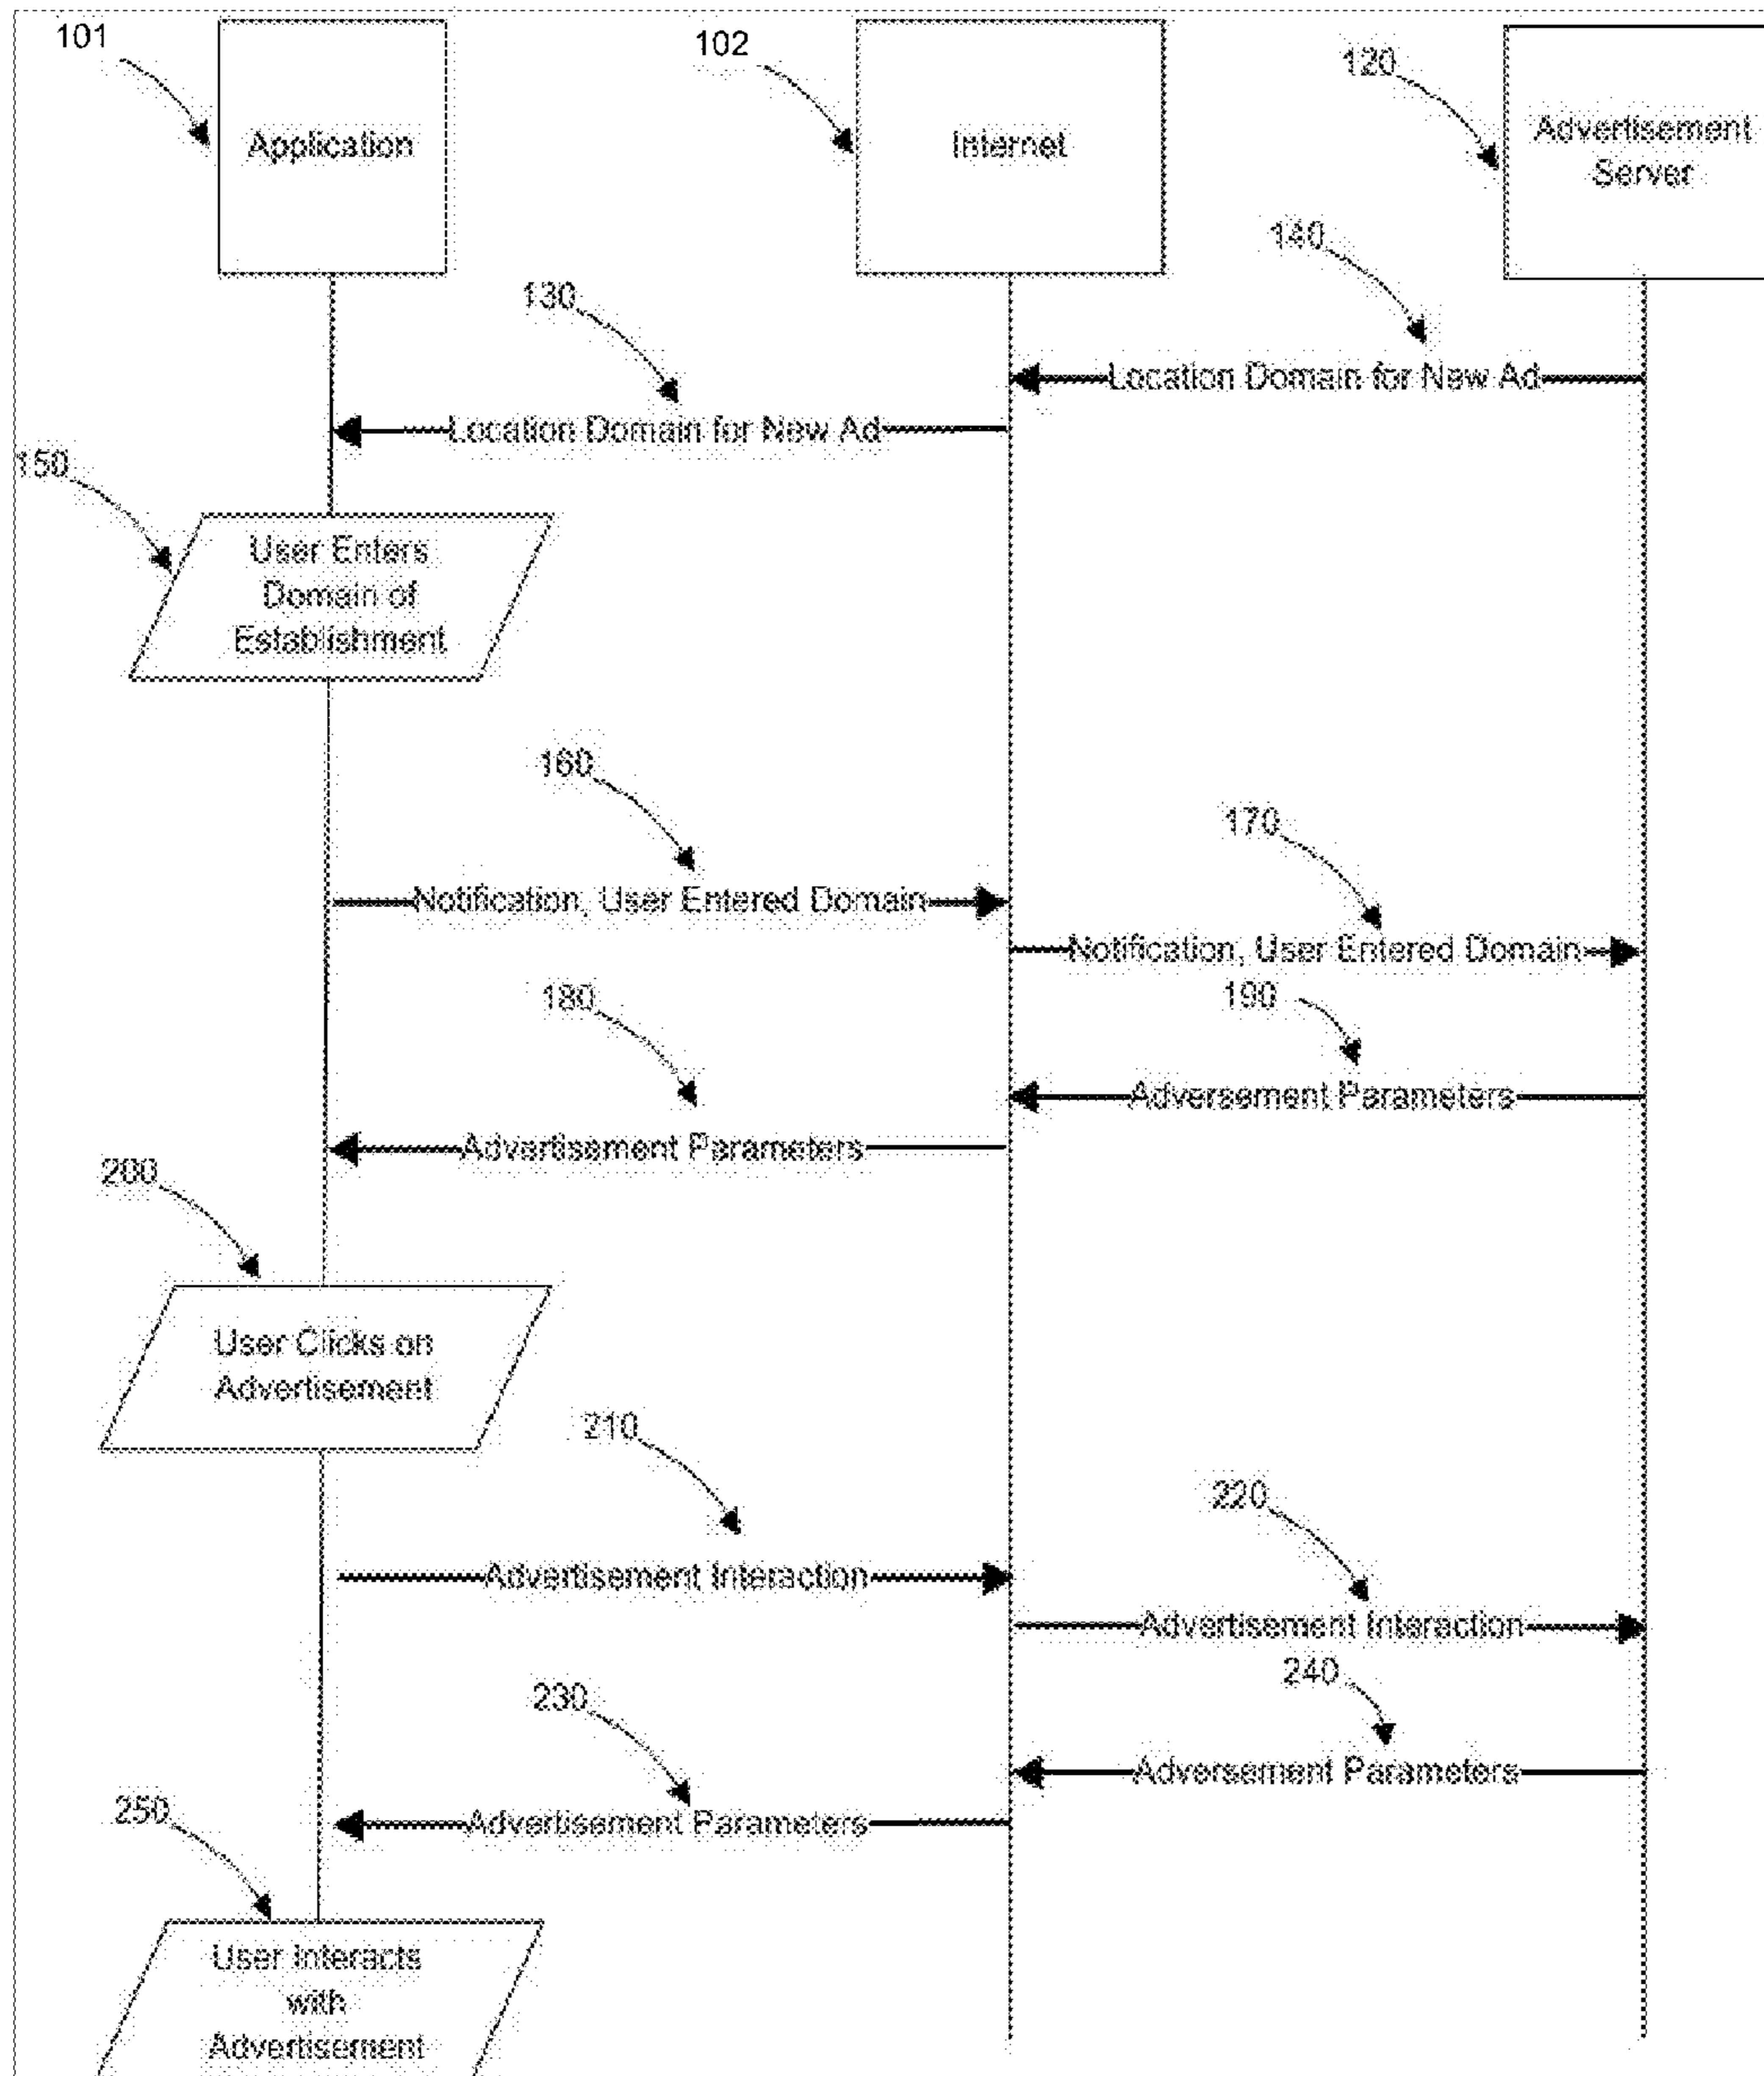 101
102
120
Application
Internet
Advertisement
Server
140
130
Location Domain for New Ad
Location Domain for New Ad
150
User Enters
Domain of
Establishment
160
170
Notification, User Entered Domain
Notification, User Entered Domain
180
190
Adversement Parameters
Advertisement Parameters
200
User Clicks on
Advertisement
210
220
Advertisement Interaction
Advertisement Interaction
230
240
Adversement Parameters
Advertisement Parameters
250
User Interacts
with
Advertisement